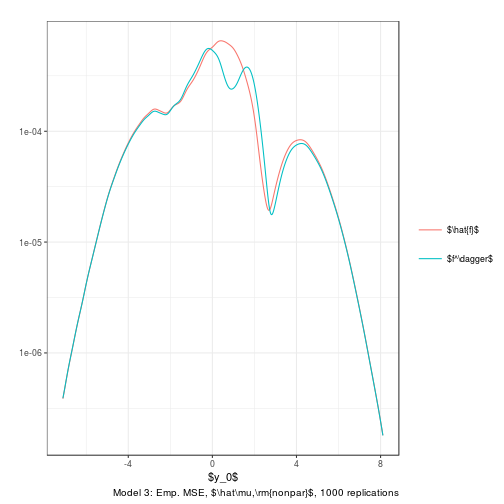 1e-04
1e-05
1e-06
-4
0
4
8
$y_0$
$\hat{f}$
$f^\dagger$
Model 3: Emp. MSE, $\hat\mu,\rm{nonpar}$, 1000 replications